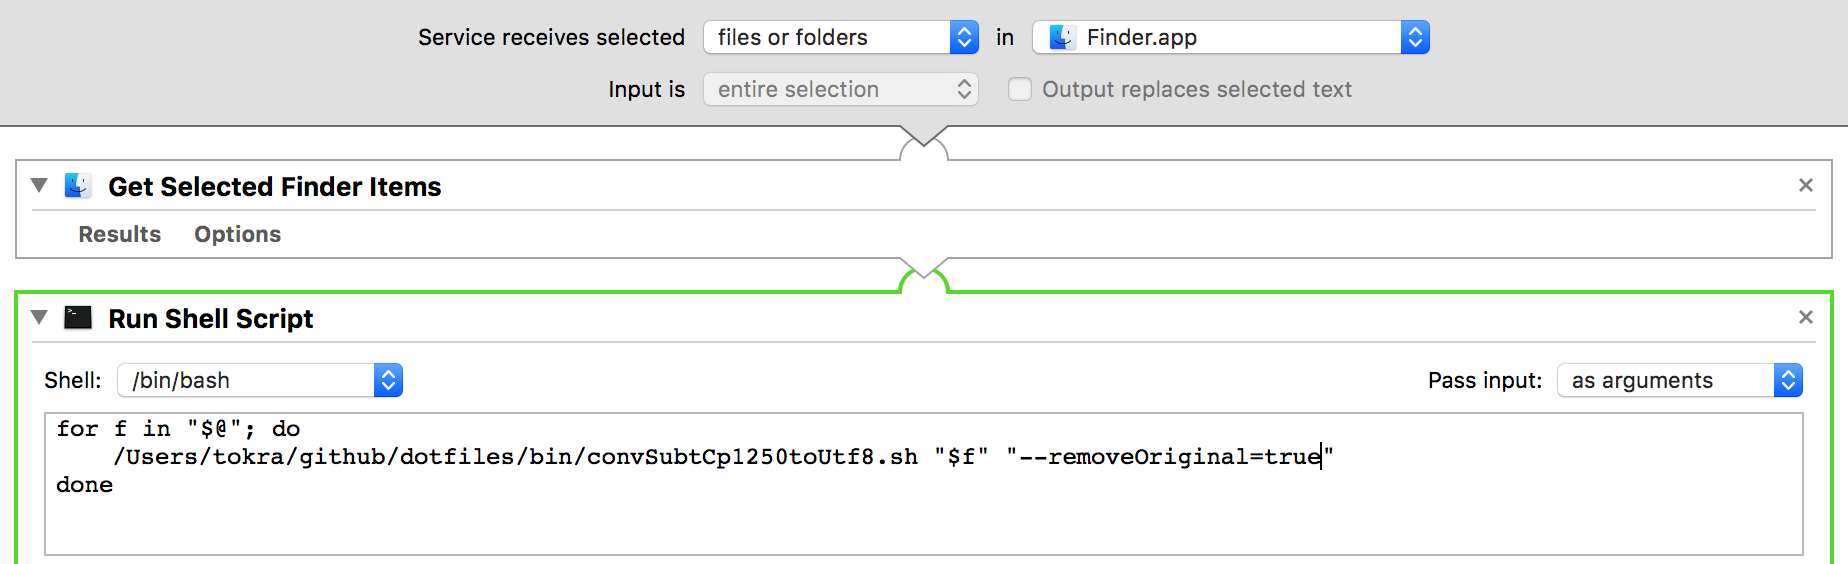 Service receives selected files or folders in Finder.app
Input is entire selection Output replaces selected text
Get Selected Finder Items
Results Options
Run Shell Script
Shell: /bin/bash Pass input: as arguments
for f in "$@"; do
    /Users/tokra/github/dotfiles/bin/convSubtCp1250toUtf8.sh "$f" "--removeOriginal=true"
done